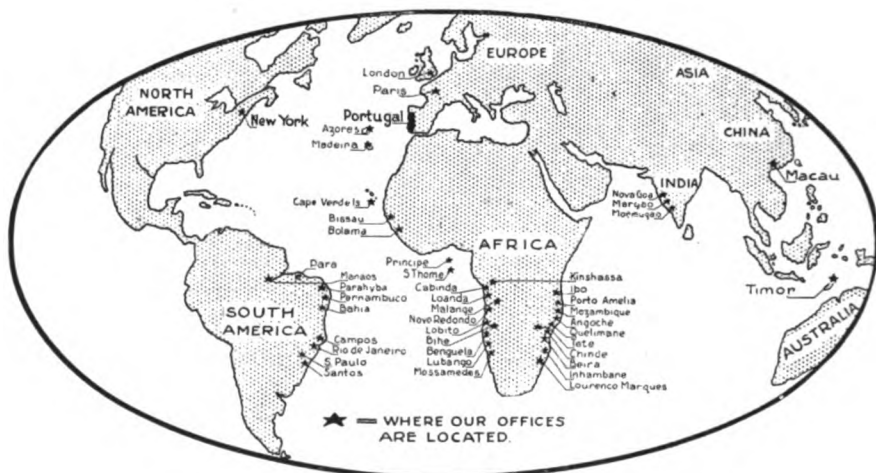 NORTH
AMERICA
New York
EUROPE
London
Paris
Portugal
Azores
Madeira
ASIA
CHINA
Macau
INDIA
Nova Goa
Margao
Mormugao
Cape Verde Is
Bissau
Bolama
AFRICA
Principe
S Thome
Cabinda
Loanda
Malange
Novo Redondo
Lobito
Bihe
Benguela
Lubango
Mossamedes
Kinshassa
Ibo
Porto Amelia
Mozambique
Angoche
Quelimane
Tete
Chinde
Beira
Inhambane
Lourenco Marques
Timor
AUSTRALIA
Para
Manaos
Parahyba
Pernambuco
Bahia
SOUTH
AMERICA
Campos
Rio de Janeiro
S Paulo
Santos
★ = WHERE OUR OFFICES
ARE LOCATED.